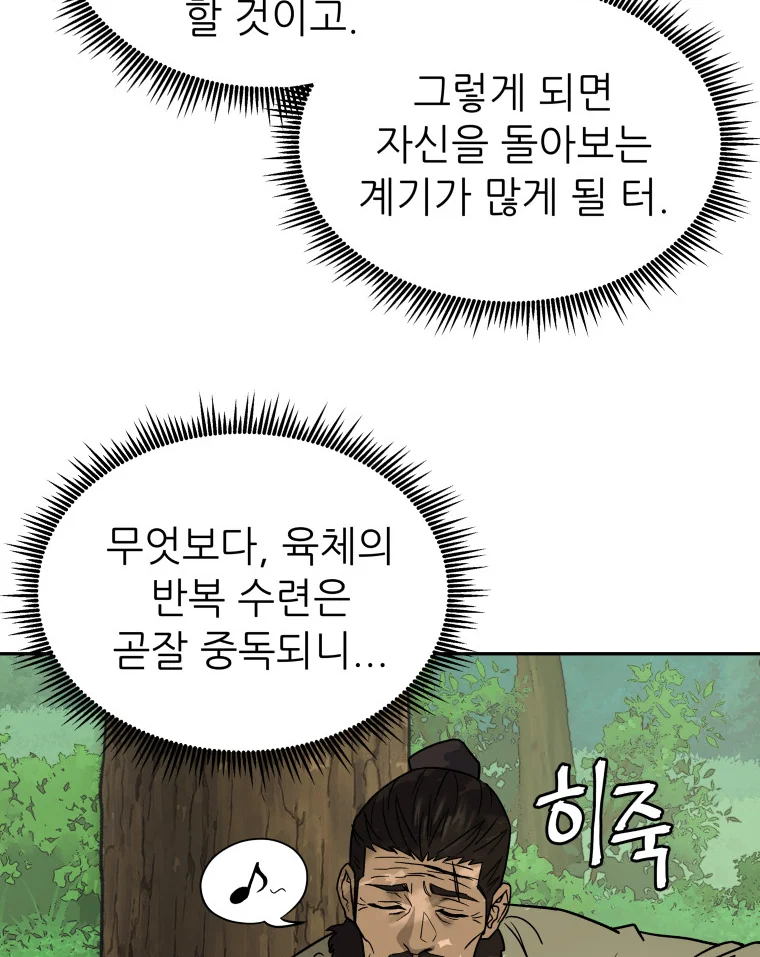 할 것이고.
그렇게 되면
자신을 돌아보는
계기가 많게 될 터.
무엇보다, 육체의
반복 수련은
곧잘 중독되니...
히죽